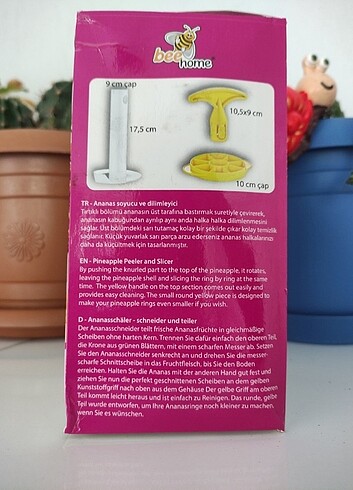 bee
home
9 cm çap
17,5 cm
10,5x9 cm
10 cm çap
TR - Ananas soyucu ve dilimleyici
Tırtıklı bölümü ananasın üst tarafına bastırmak suretiyle çevirerek,
ananasın kabuğundan ayrılıp aynı anda halka halka dilimlenmesini
sağlar. Üst bölümdeki sarı tutamaç kolay bir şekilde çıkar kolay temizlik
sağlanır. Küçük yuvarlak sarı parça arzu ederseniz ananas halkalarınızı
daha da küçültmek için tasarlanmıştır.
EN - Pineapple Peeler and Slicer
By pushing the knurled part to the top of the pineapple, it rotates,
leaving the pineapple shell and slicing the ring by ring at the same
time. The yellow handle on the top section comes out easily and
provides easy cleaning. The small round yellow piece is designed to
make your pineapple rings even smaller if you wish.
D - Ananasschäler - schneider und teiler
Der Ananasschneider teilt frische Ananasfrüchte in gleichmäßige
Scheiben ohne harten Kern. Trennen Sie dafür einfach den oberen Teil,
die Krone aus grünen Blättern, mit einem scharfen Messer ab. Setzen
Sie den Ananasschneider senkrecht an und drehen Sie die messer-
scharfe Schnittscheibe in das Fruchtfleisch, bis Sie den Boden
erreichen. Halten Sie die Ananas mit der anderen Hand gut fest und
ziehen Sie nun die perfekt geschnittenen Scheiben an dem gelben
Kunststoffgriff nach oben aus dem Gehäuse Der gelbe Griff am oberen
Teil kommt leicht heraus und ist einfach zu Reinigen. Das runde, gelbe
Teil wurde entworfen, um Ihre Ananasringe noch kleiner zu machen,
wenn Sie es wünschen.